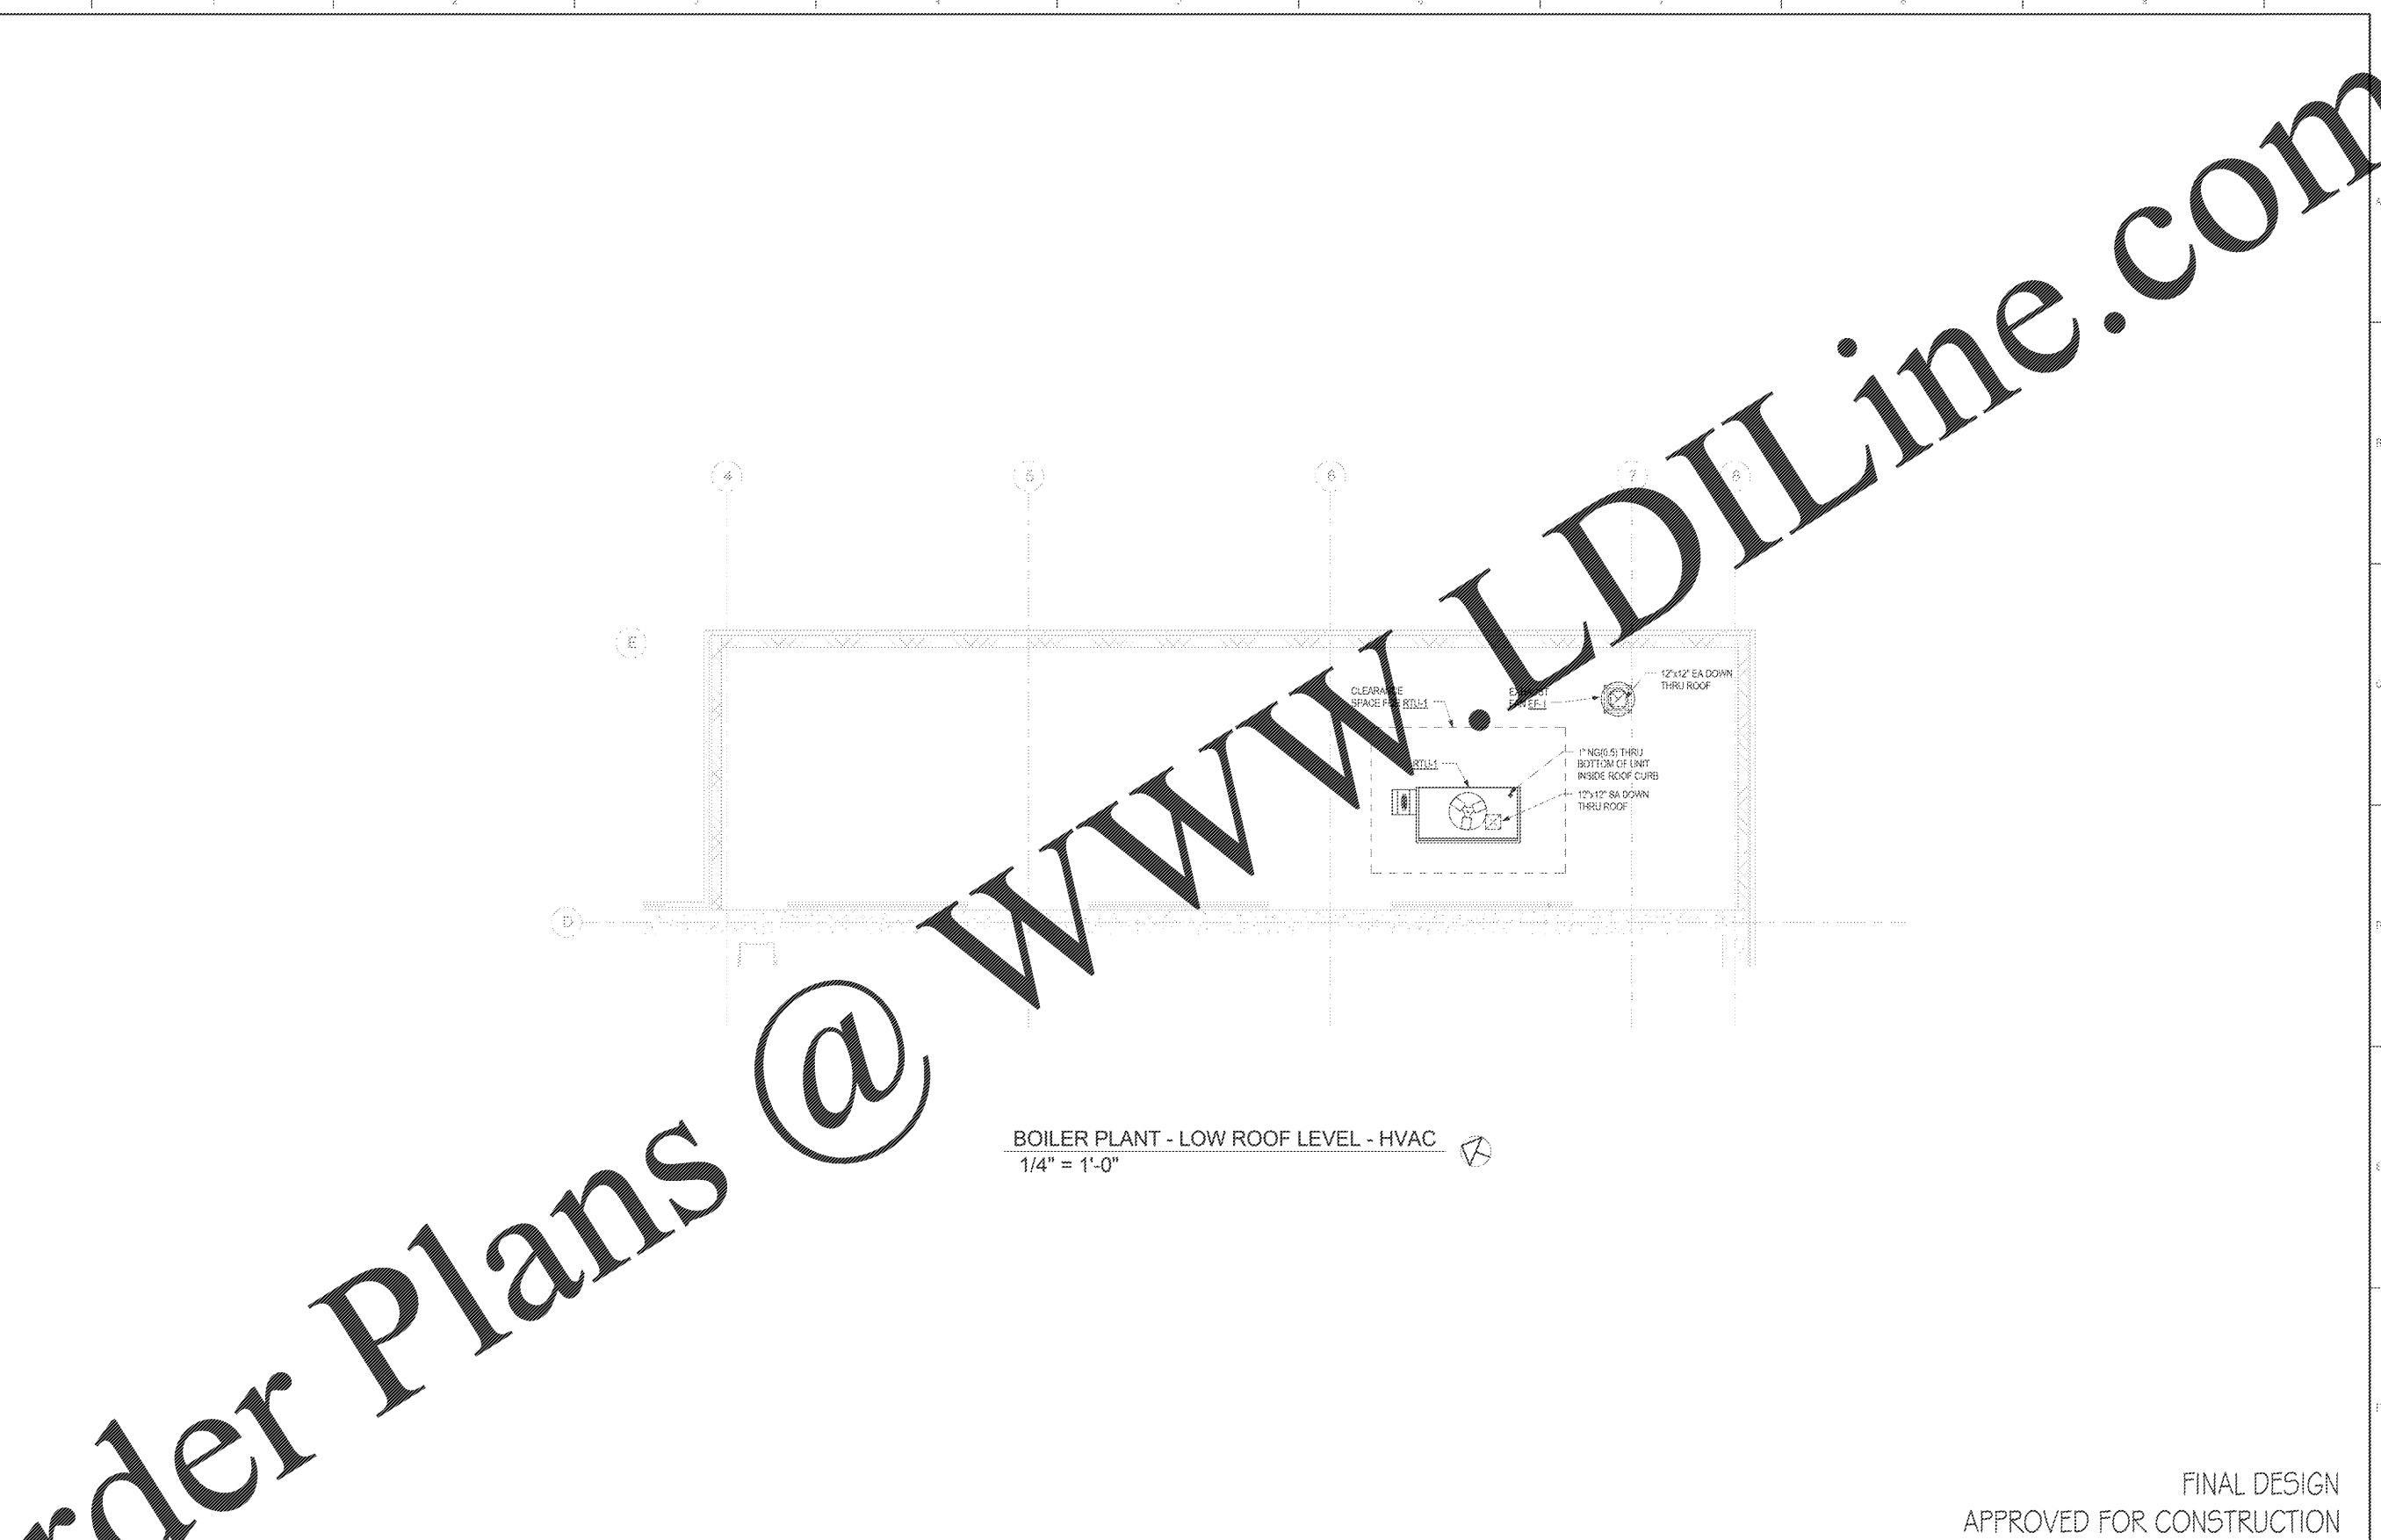 4
5
6
7
8
E
12"x12" EA DOWN
THRU ROOF
CLEARANCE
SPACE FOR RTU-1
EXHAUST
FAN EF-1
1" NG(0.5) THRU
BOTTOM OF UNIT
INSIDE ROOF CURB
RTU-1
12"x12" SA DOWN
THRU ROOF
D
rder Plans @ www.LDILine.com
BOILER PLANT - LOW ROOF LEVEL - HVAC
1/4" = 1'-0"
FINAL DESIGN
APPROVED FOR CONSTRUCTION